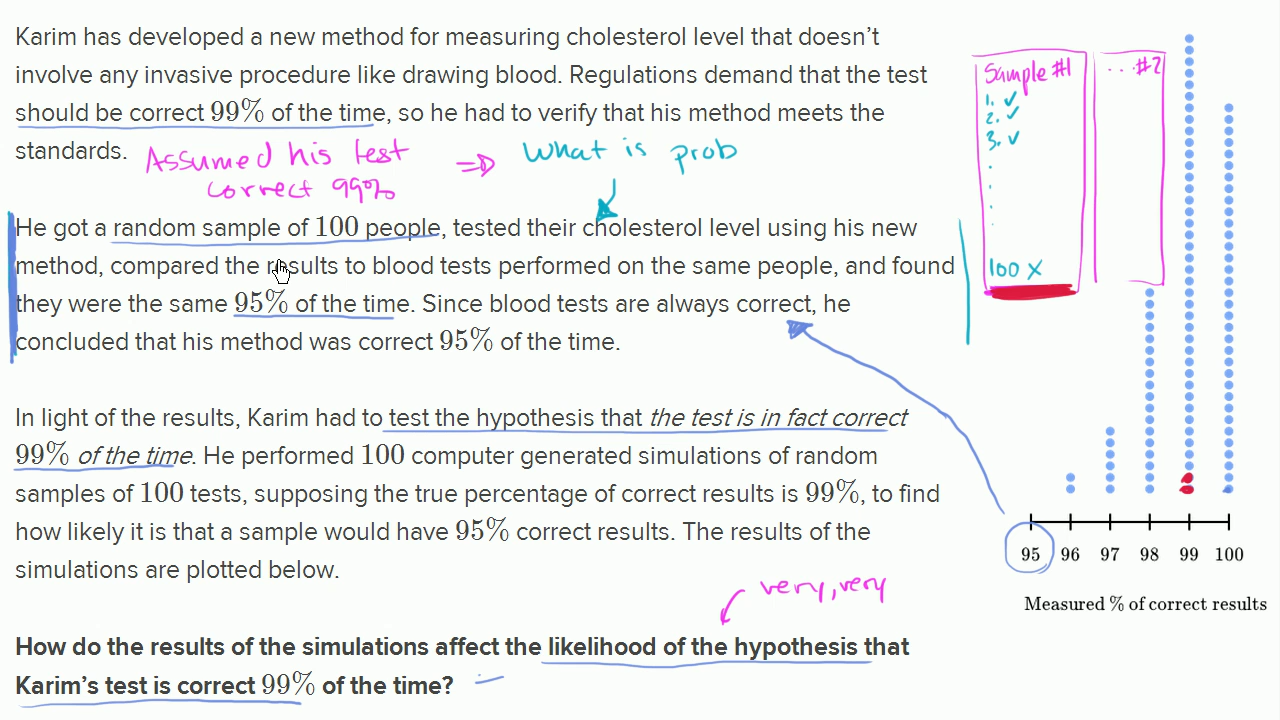 Karim has developed a new method for measuring cholesterol level that doesn't
involve any invasive procedure like drawing blood. Regulations demand that the test
should be correct 99% of the time, so he had to verify that his method meets the
standards.
Assumed his test
correct 99%
⇒ What is prob
He got a random sample of 100 people, tested their cholesterol level using his new
method, compared the results to blood tests performed on the same people, and found
they were the same 95% of the time. Since blood tests are always correct, he
concluded that his method was correct 95% of the time.
In light of the results, Karim had to test the hypothesis that the test is in fact correct
99% of the time. He performed 100 computer generated simulations of random
samples of 100 tests, supposing the true percentage of correct results is 99%, to find
how likely it is that a sample would have 95% correct results. The results of the
simulations are plotted below.
very, very
How do the results of the simulations affect the likelihood of the hypothesis that
Karim's test is correct 99% of the time?
Sample #1
1. ✓
2. ✓
3. ✓
.
.
.
.
100 X
... #2
95 96 97 98 99 100
Measured % of correct results